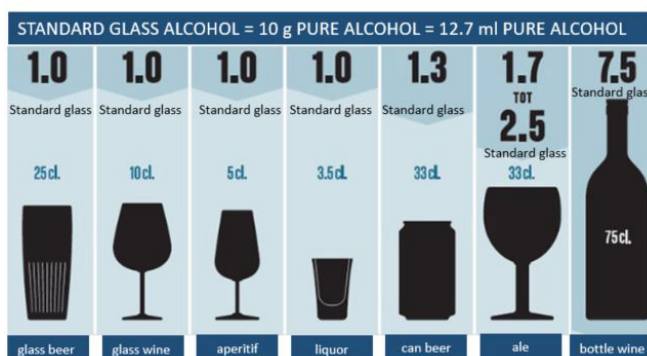 STANDARD GLASS ALCOHOL = 10 g PURE ALCOHOL = 12.7 ml PURE ALCOHOL
1.0
Standard glass
25cl.
glass beer
1.0
Standard glass
10cl.
glass wine
1.0
Standard glass
5cl.
aperitif
1.0
Standard glass
3.5cl.
liquor
1.3
Standard glass
33cl.
can beer
1.7
TOT
2.5
Standard glass
33cl.
ale
7.5
Standard glass
75cl.
bottle wine